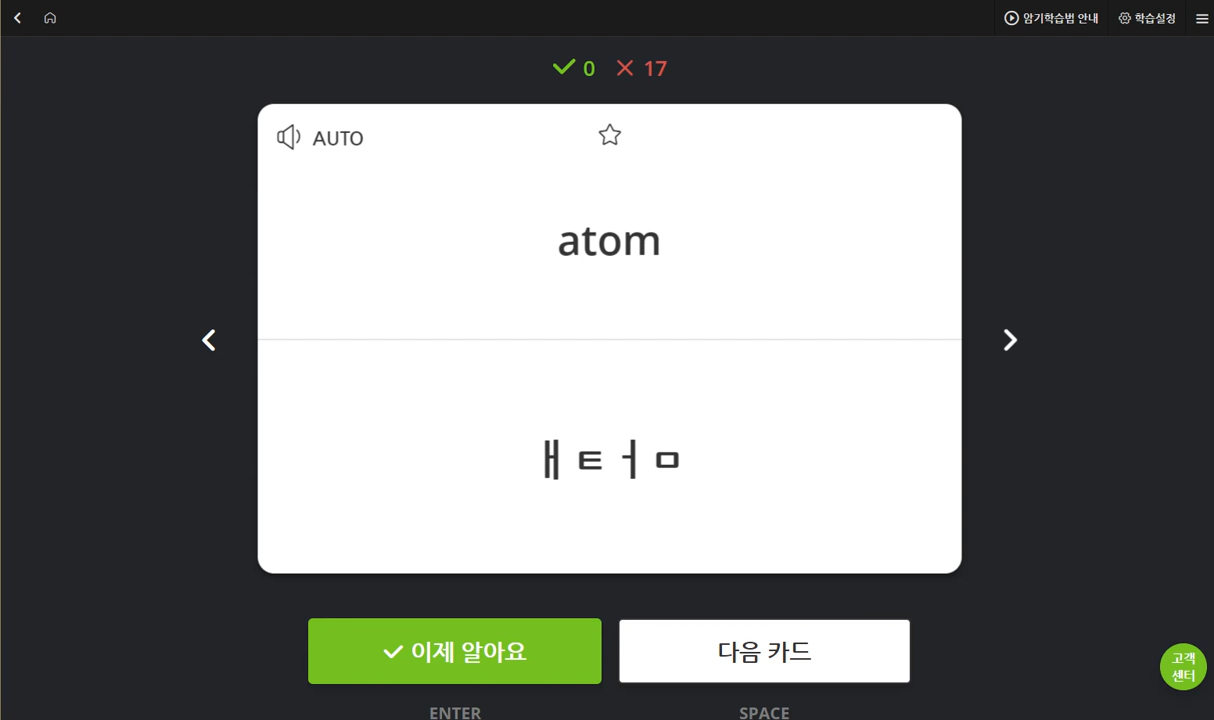 암기학습법 안내 학습설정
0 17
AUTO
atom
ㅐㅌㅓㅁ
이제 알아요 다음 카드
고객
센터
ENTER SPACE